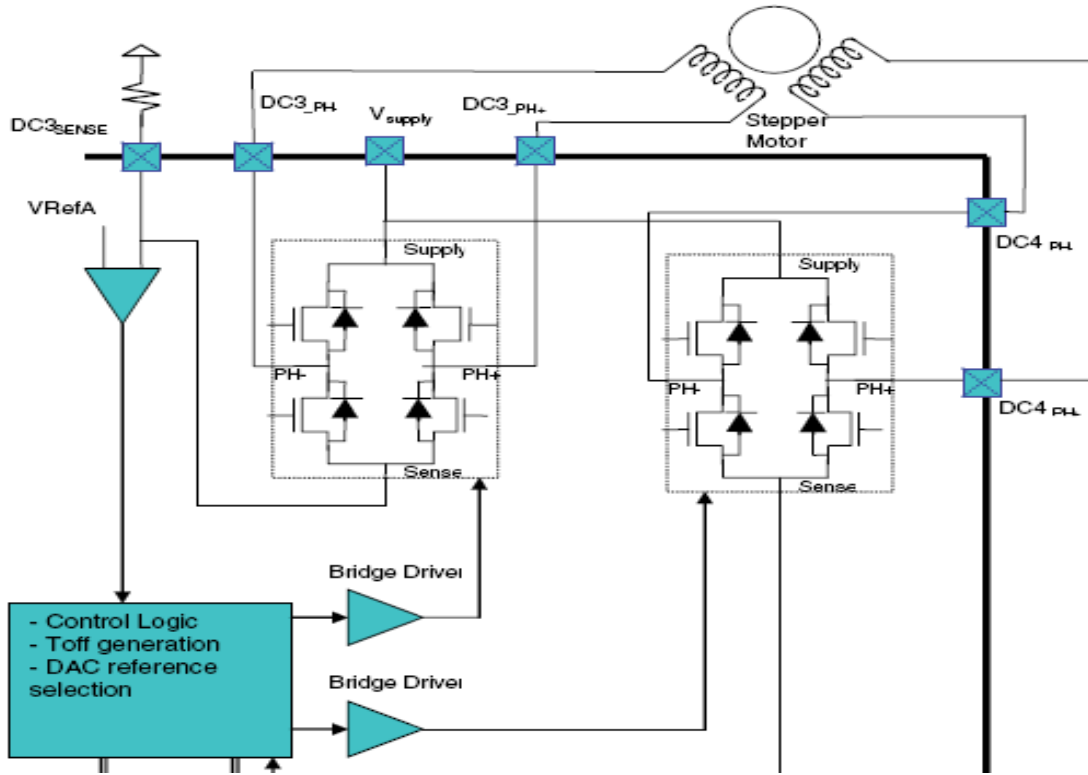 DC3SENSE
DC3_PH-
Vsupply
DC3_PH+
Stepper
Motor
VRefA
DC4 PH-
Supply
Supply
PH-
PH+
PH-
PH+
DC4
Sense
Sense
Bridge Driver
- Control Logic
- Toff generation
- DAC reference
selection
Bridge Driver